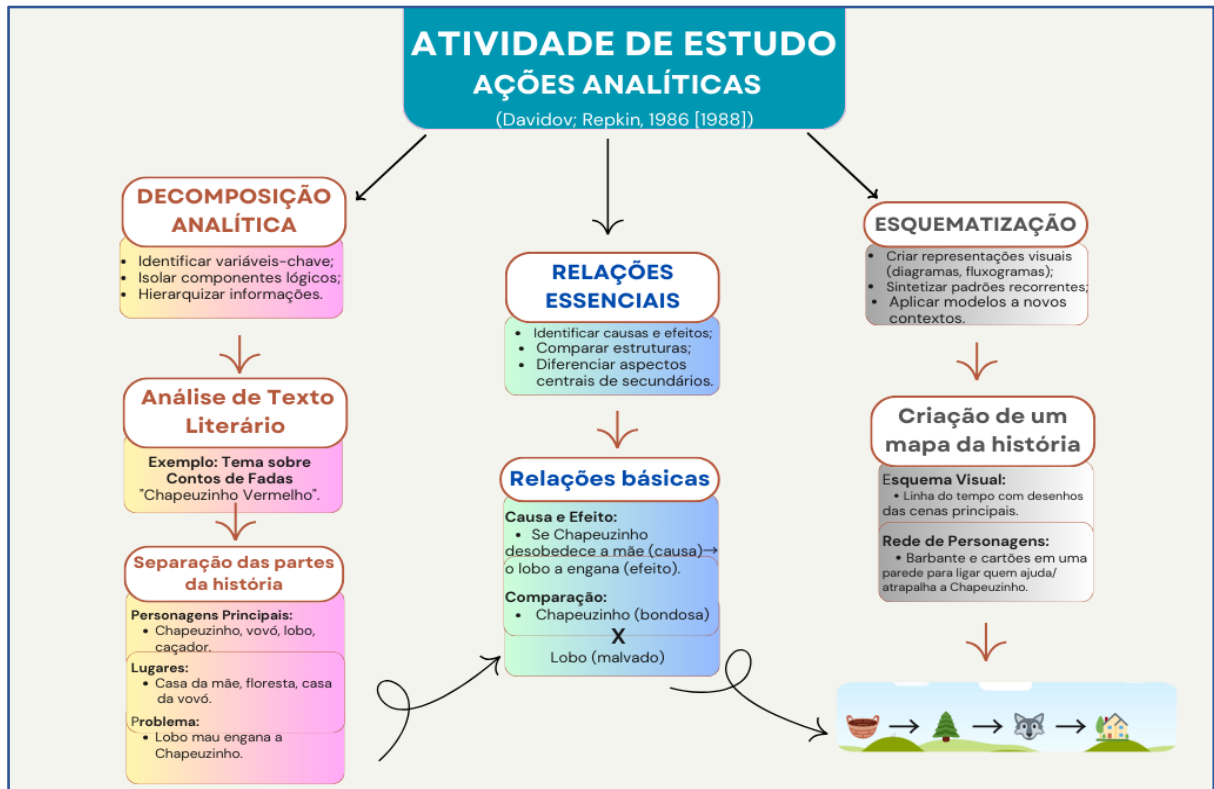 ATIVIDADE DE ESTUDO
AÇÕES ANALÍTICAS
(Davidov; Repkin, 1986 [1988])
DECOMPOSIÇÃO
ANALÍTICA
• Identificar variáveis-chave;
• Isolar componentes lógicos;
• Hierarquizar informações.
Análise de Texto
Literário
Exemplo: Tema sobre
Contos de Fadas
"Chapeuzinho Vermelho".
Separação das partes
da história
Personagens Principais:
• Chapeuzinho, vovó, lobo,
caçador.
Lugares:
• Casa da mãe, floresta, casa
da vovó.
Problema:
• Lobo mau engana a
Chapeuzinho.
RELAÇÕES
ESSENCIAIS
• Identificar causas e efeitos;
• Comparar estruturas;
• Diferenciar aspectos
centrais de secundários.
Relações básicas
Causa e Efeito:
• Se Chapeuzinho
desobedece a mãe (causa)→
o lobo a engana (efeito).
Comparação:
• Chapeuzinho (bondosa)
X
Lobo (malvado)
ESQUEMATIZAÇÃO
• Criar representações visuais
(diagramas, fluxogramas);
• Sintetizar padrões recorrentes;
• Aplicar modelos a novos
contextos.
Criação de um
mapa da história
Esquema Visual:
• Linha do tempo com desenhos
das cenas principais.
Rede de Personagens:
• Barbante e cartões em uma
parede para ligar quem ajuda/
atrapalha a Chapeuzinho.